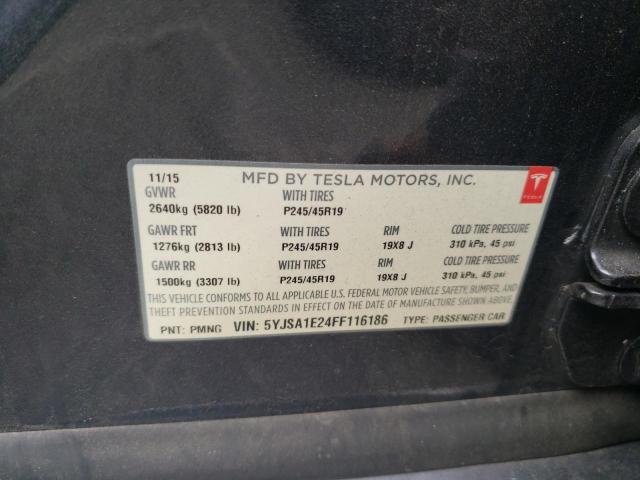 11/15 MFD BY TESLA MOTORS, INC.
GVWR WITH TIRES
2640kg (5820 lb) P245/45R19
GAWR FRT WITH TIRES RIM COLD TIRE PRESSURE
1276kg (2813 lb) P245/45R19 19X8 J 310 kPa, 45 psi
GAWR RR WITH TIRES RIM COLD TIRE PRESSURE
1500kg (3307 lb) P245/45R19 19X8 J 310 kPa, 45 psi
THIS VEHICLE CONFORMS TO ALL APPLICABLE U.S. FEDERAL MOTOR VEHICLE SAFETY, BUMPER, AND
THEFT PREVENTION STANDARDS IN EFFECT ON THE DATE OF MANUFACTURE SHOWN ABOVE.
PNT: PMNG VIN: 5YJSA1E24FF116186 TYPE: PASSENGER CAR
TESLA